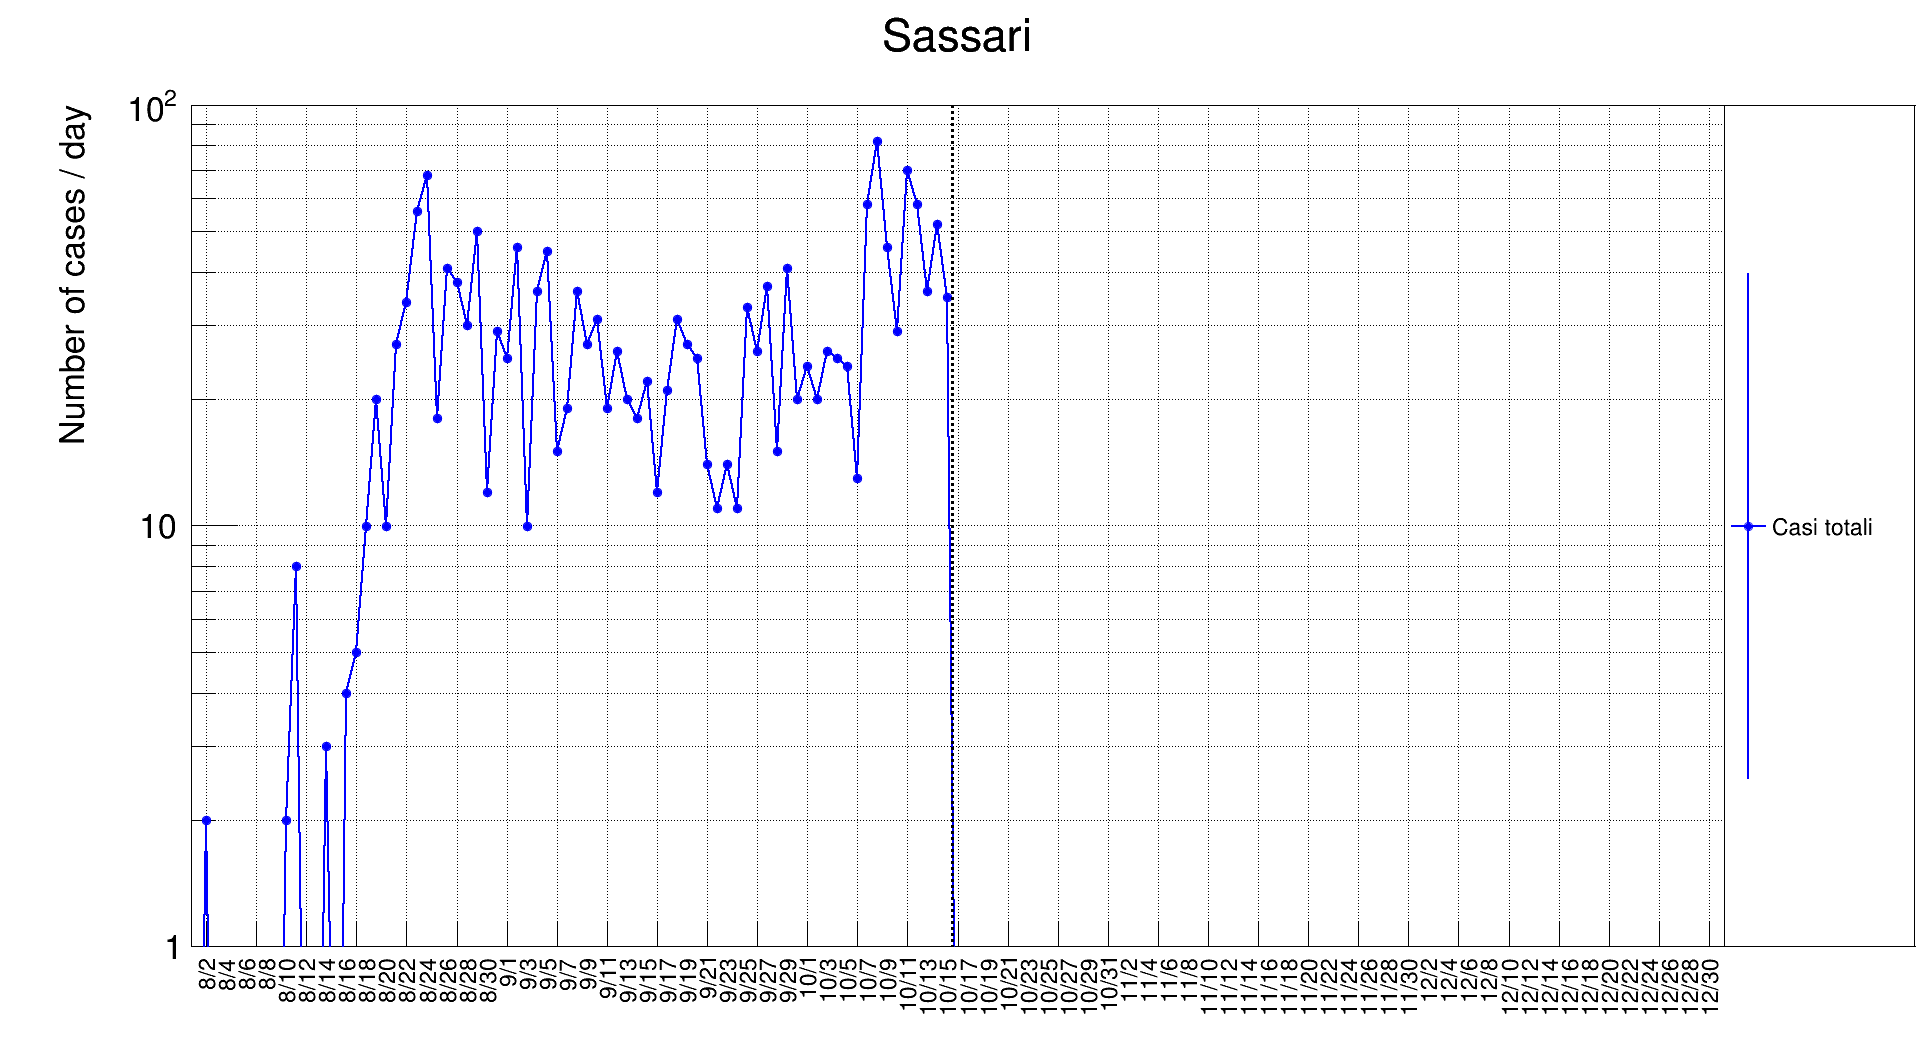 Sassari
Number of cases / day
10²
10
1
8/2 8/4 8/6 8/8 8/10 8/12 8/14 8/16 8/18 8/20 8/22 8/24 8/26 8/28 8/30 9/1 9/3 9/5 9/7 9/9 9/11 9/13 9/15 9/17 9/19 9/21 9/23 9/25 9/27 9/29 10/1 10/3 10/5 10/7 10/9 10/11 10/13 10/15 10/17 10/19 10/21 10/23 10/25 10/27 10/29 10/31 11/2 11/4 11/6 11/8 11/10 11/12 11/14 11/16 11/18 11/20 11/22 11/24 11/26 11/28 11/30 12/2 12/4 12/6 12/8 12/10 12/12 12/14 12/16 12/18 12/20 12/22 12/24 12/26 12/28 12/30
Casi totali